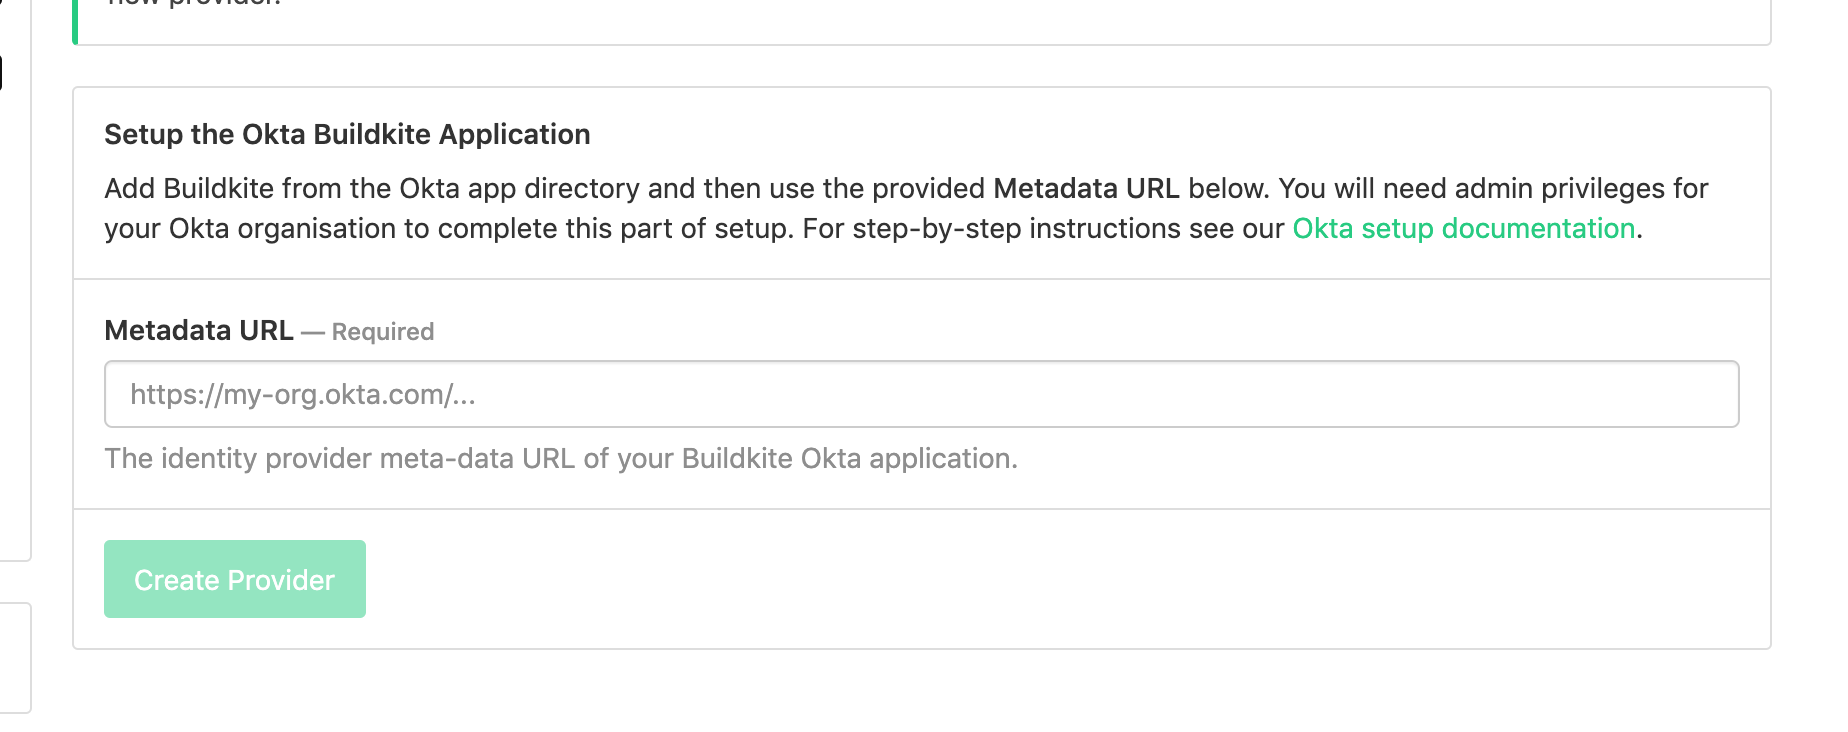 new provider.
Setup the Okta Buildkite Application
Add Buildkite from the Okta app directory and then use the provided Metadata URL below. You will need admin privileges for
your Okta organisation to complete this part of setup. For step-by-step instructions see our Okta setup documentation.
Metadata URL — Required
https://my-org.okta.com/...
The identity provider meta-data URL of your Buildkite Okta application.
Create Provider